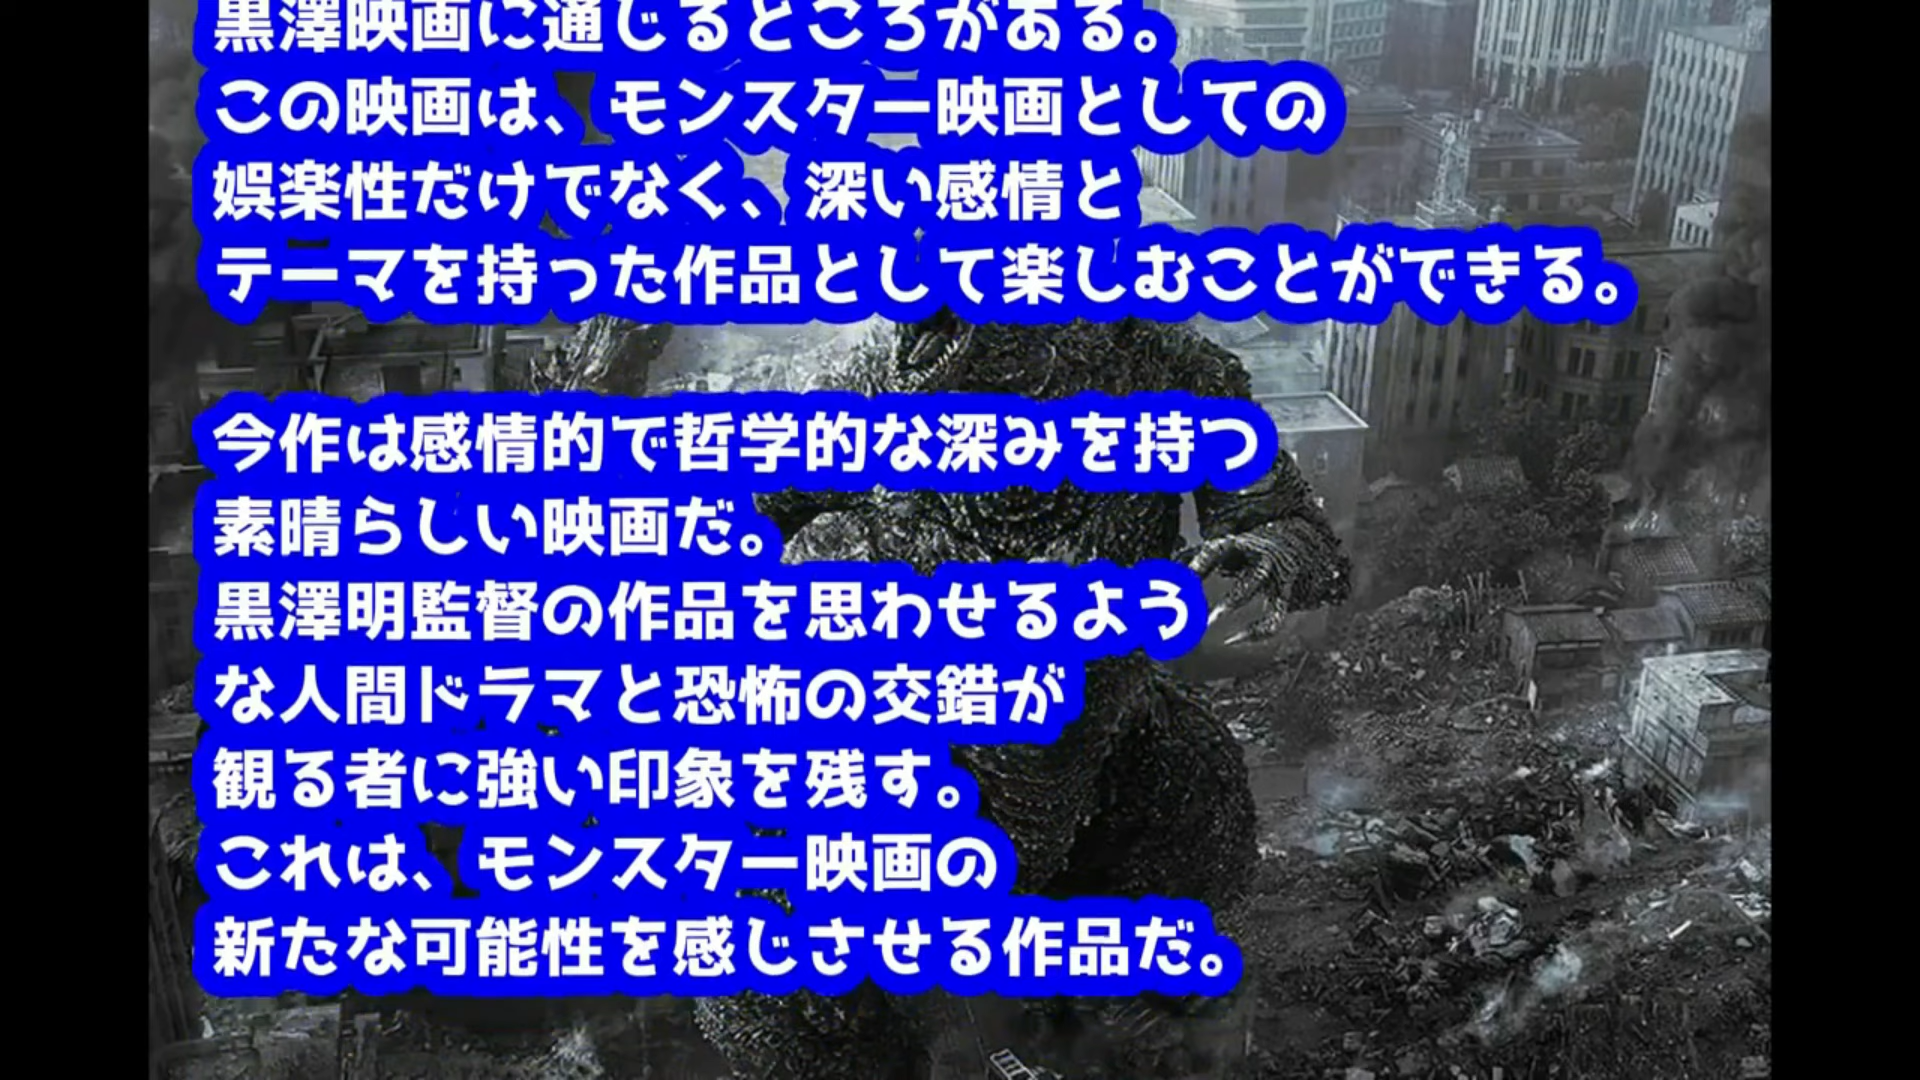 黒澤映画に通じるところがある。
この映画は、モンスター映画としての
娯楽性だけでなく、深い感情と
テーマを持った作品として楽しむことができる。
今作は感情的で哲学的な深みを持つ
素晴らしい映画だ。
黒澤明監督の作品を思わせるよう
な人間ドラマと恐怖の交錯が
観る者に強い印象を残す。
これは、モンスター映画の
新たな可能性を感じさせる作品だ。